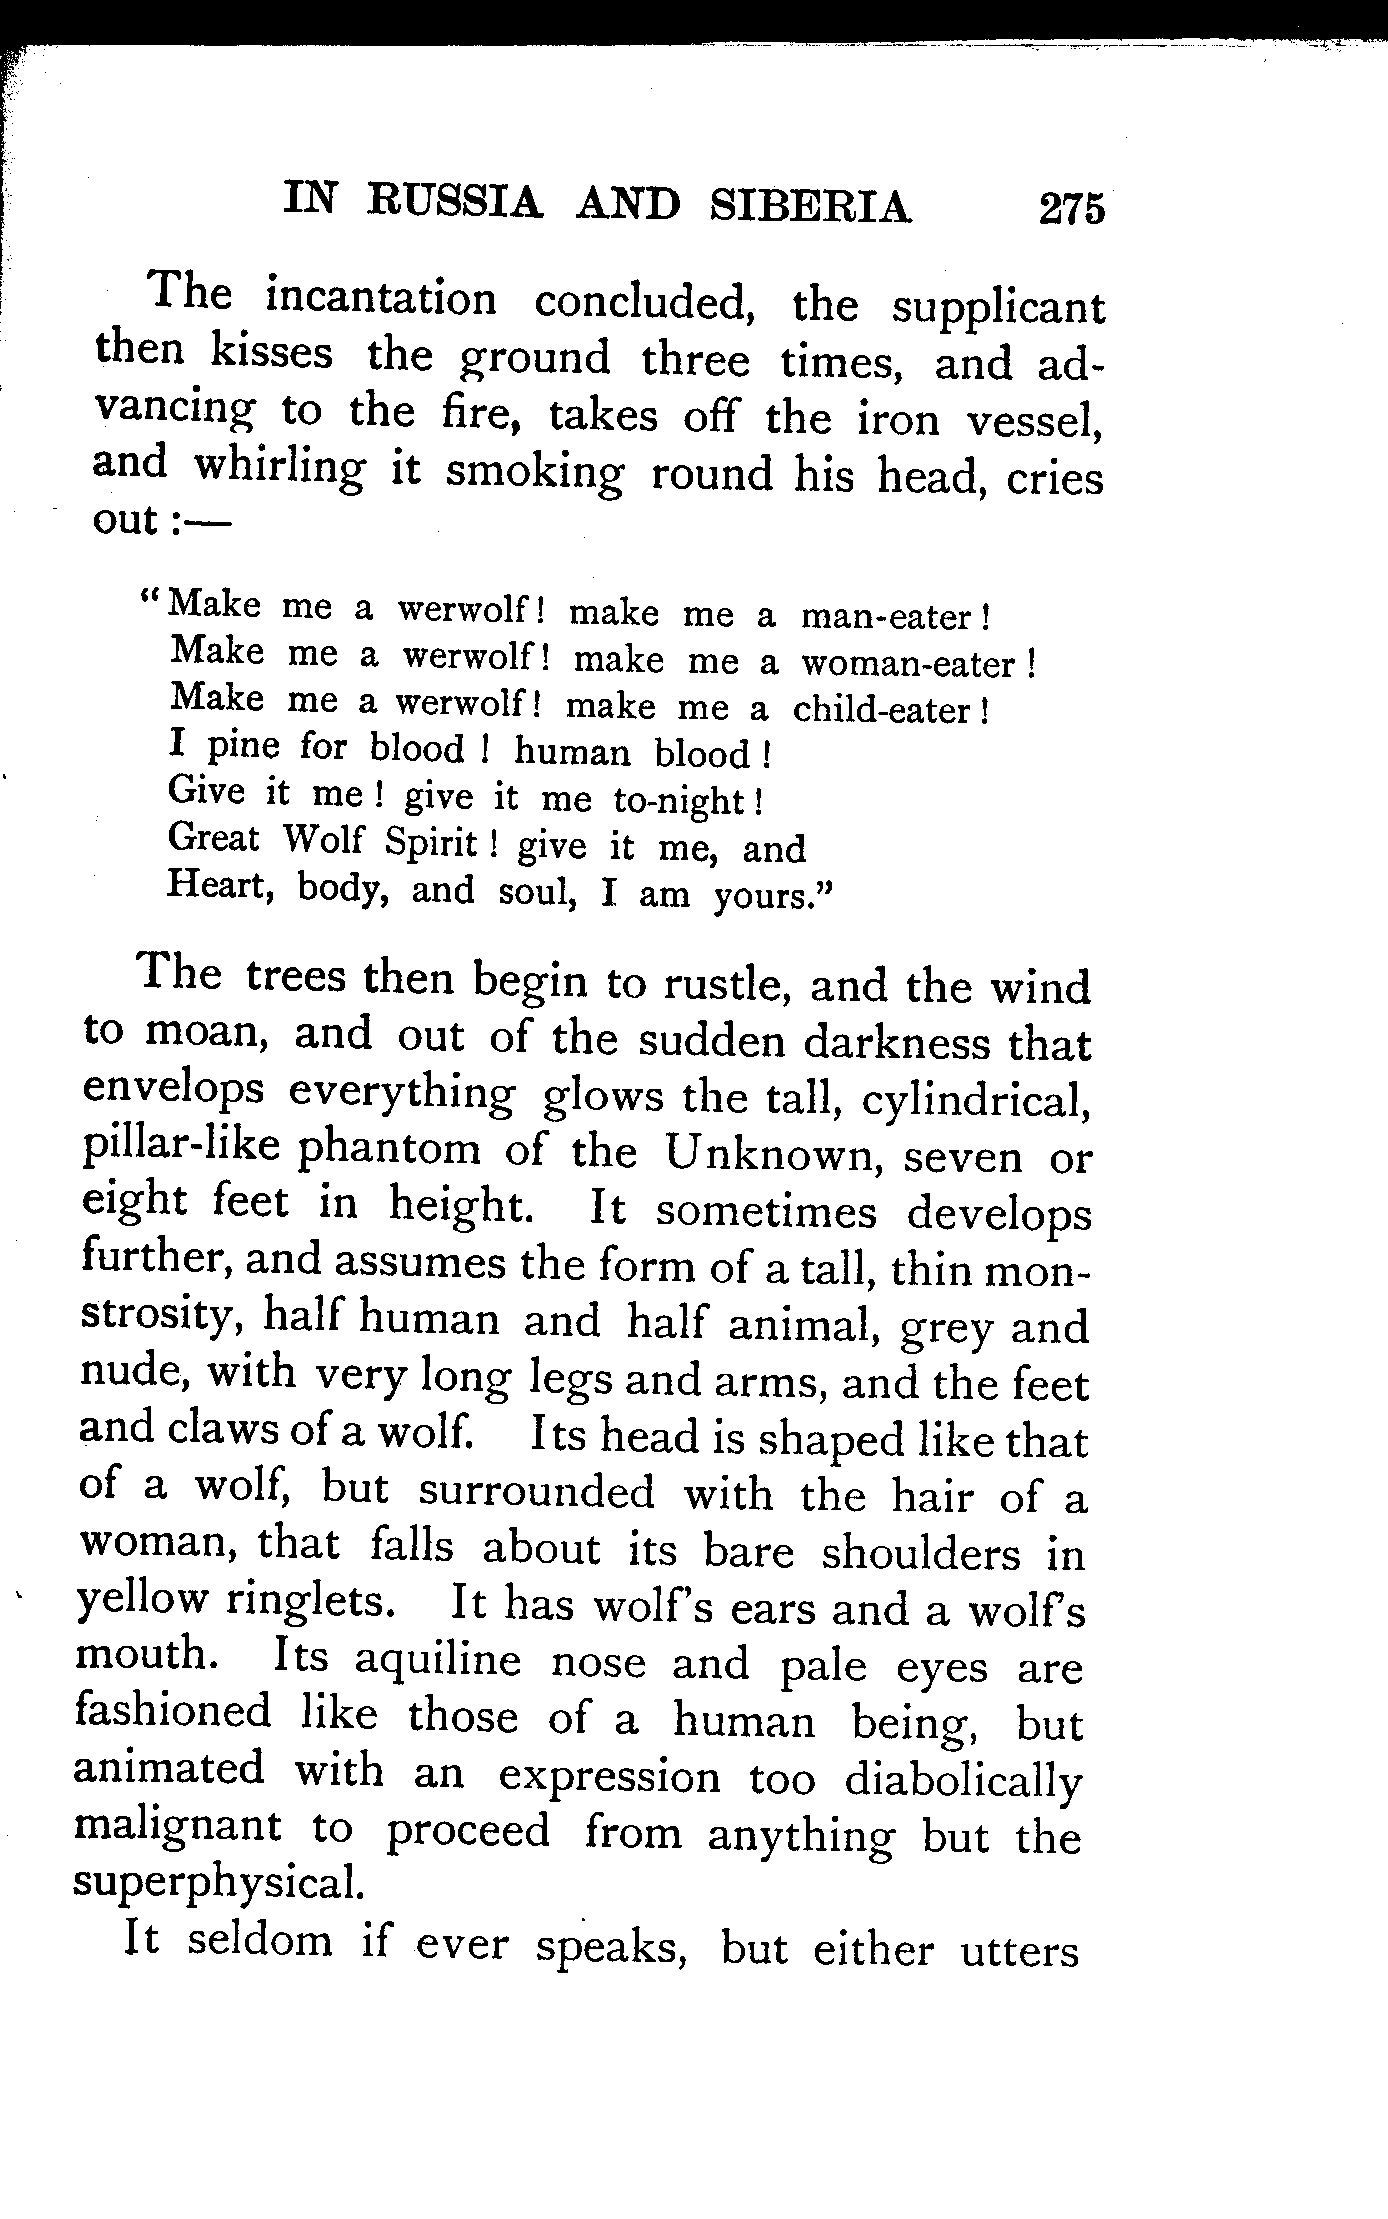 IN RUSSIA AND SIBERIA 275
The incantation concluded, the supplicant
then kisses the ground three times, and ad-
vancing to the fire, takes off the iron vessel,
and whirling it smoking round his head, cries
out :—
“Make me a werwolf! make me a man-eater!
Make me a werwolf! make me a woman-eater!
Make me a werwolf! make me a child-eater!
I pine for blood! human blood!
Give it me! give it me to-night!
Great Wolf Spirit! give it me, and
Heart, body, and soul, I am yours.”
The trees then begin to rustle, and the wind
to moan, and out of the sudden darkness that
envelops everything glows the tall, cylindrical,
pillar-like phantom of the Unknown, seven or
eight feet in height. It sometimes develops
further, and assumes the form of a tall, thin mon-
strosity, half human and half animal, grey and
nude, with very long legs and arms, and the feet
and claws of a wolf. Its head is shaped like that
of a wolf, but surrounded with the hair of a
woman, that falls about its bare shoulders in
yellow ringlets. It has wolf’s ears and a wolf’s
mouth. Its aquiline nose and pale eyes are
fashioned like those of a human being, but
animated with an expression too diabolically
malignant to proceed from anything but the
superphysical.
It seldom if ever speaks, but either utters